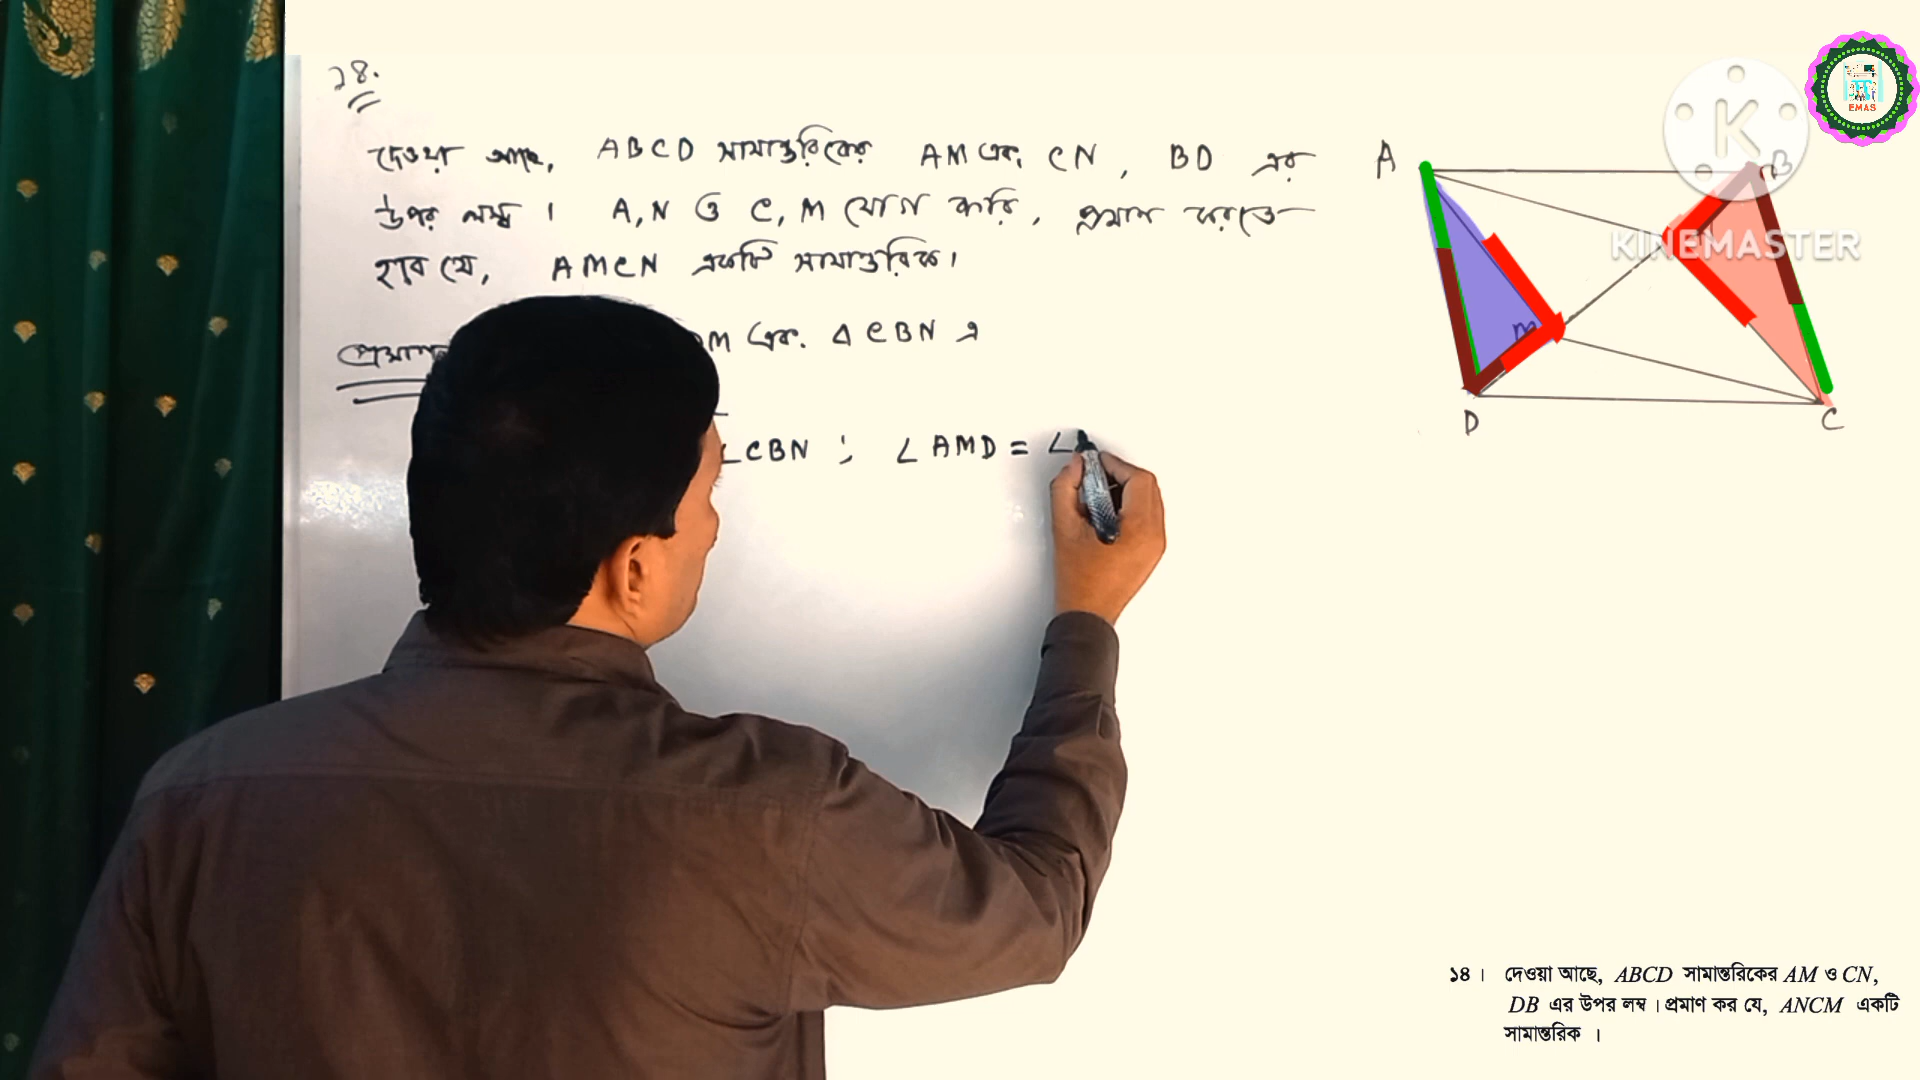 ১৪.
দেওয়া আছে, ABCD সামান্তরিকের AM এবং CN, BD এর
উপর লম্ব। A, N ও C, M যোগ করি, প্রমাণ করতে
হবে যে, AMCN একটি সামান্তরিক।
M এবং Δ CBN এ
∠CBN ; ∠AMD = ∠
A
B
M
D
C
K
KINEMASTER
EMAS
১৪। দেওয়া আছে, ABCD সামান্তরিকের AM ও CN,
DB এর উপর লম্ব। প্রমাণ কর যে, ANCM একটি
সামান্তরিক ।